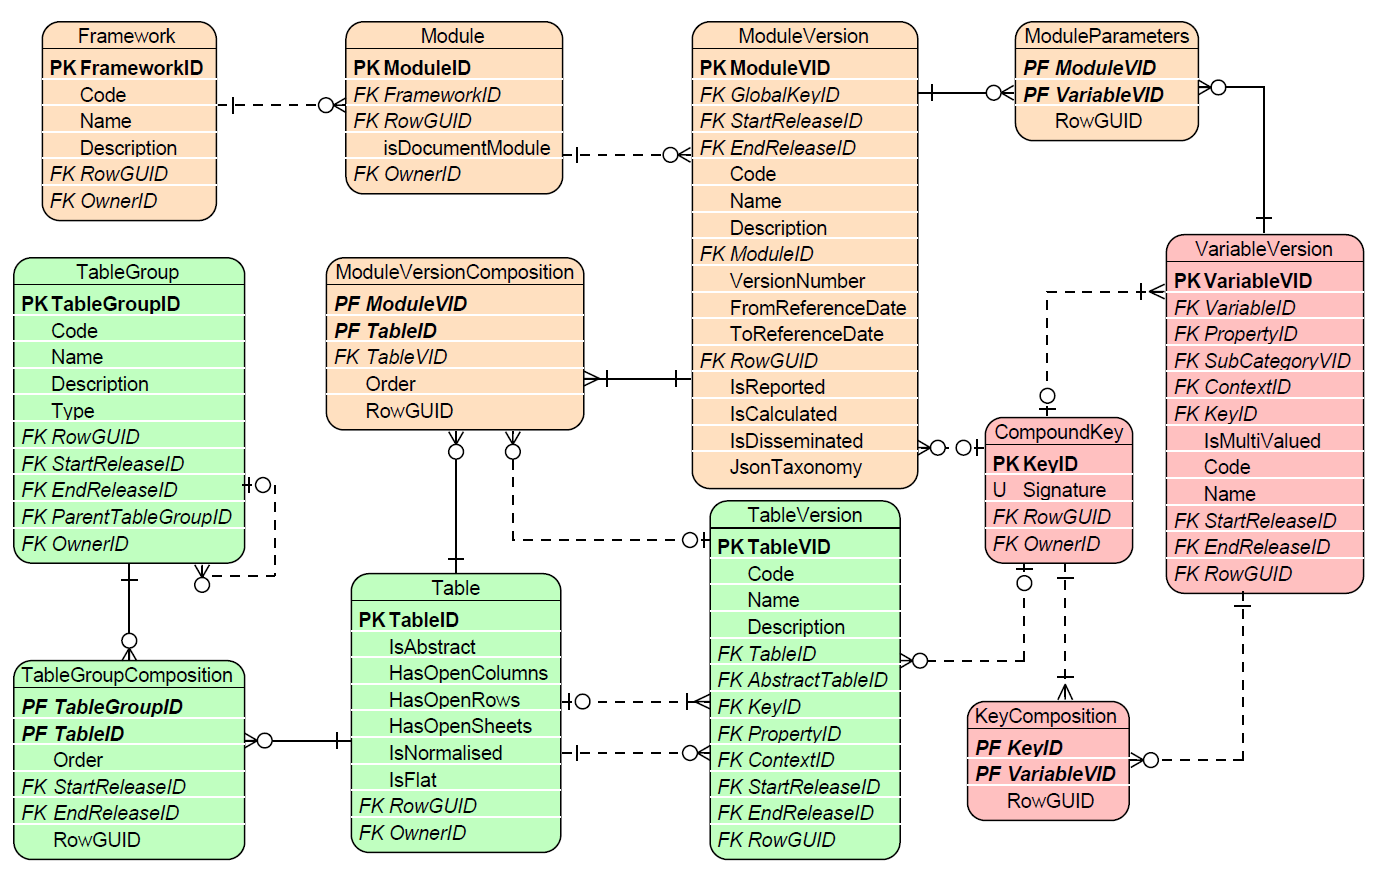 Framework
PK FrameworkID
Code
Name
Description
FK RowGUID
FK OwnerID
Module
PK ModuleID
FK FrameworkID
FK RowGUID
isDocumentModule
FK OwnerID
ModuleVersion
PK ModuleVID
FK GlobalKeyID
FK StartReleaseID
FK EndReleaseID
Code
Name
Description
FK ModuleID
VersionNumber
FromReferenceDate
ToReferenceDate
FK RowGUID
IsReported
IsCalculated
IsDisseminated
JsonTaxonomy
ModuleParameters
PF ModuleVID
PF VariableVID
RowGUID
TableGroup
PK TableGroupID
Code
Name
Description
Type
FK RowGUID
FK StartReleaseID
FK EndReleaseID
FK ParentTableGroupID
FK OwnerID
ModuleVersionComposition
PF ModuleVID
PF TableID
FK TableVID
Order
RowGUID
VariableVersion
PK VariableVID
FK VariableID
FK PropertyID
FK SubCategoryVID
FK ContextID
FK KeyID
IsMultiValued
Code
Name
FK StartReleaseID
FK EndReleaseID
FK RowGUID
CompoundKey
PK KeyID
U Signature
FK RowGUID
FK OwnerID
TableVersion
PK TableVID
Code
Name
Description
FK TableID
FK AbstractTableID
FK KeyID
FK PropertyID
FK ContextID
FK StartReleaseID
FK EndReleaseID
FK RowGUID
Table
PK TableID
IsAbstract
HasOpenColumns
HasOpenRows
HasOpenSheets
IsNormalised
IsFlat
FK RowGUID
FK OwnerID
TableGroupComposition
PF TableGroupID
PF TableID
Order
FK StartReleaseID
FK EndReleaseID
RowGUID
KeyComposition
PF KeyID
PF VariableVID
RowGUID